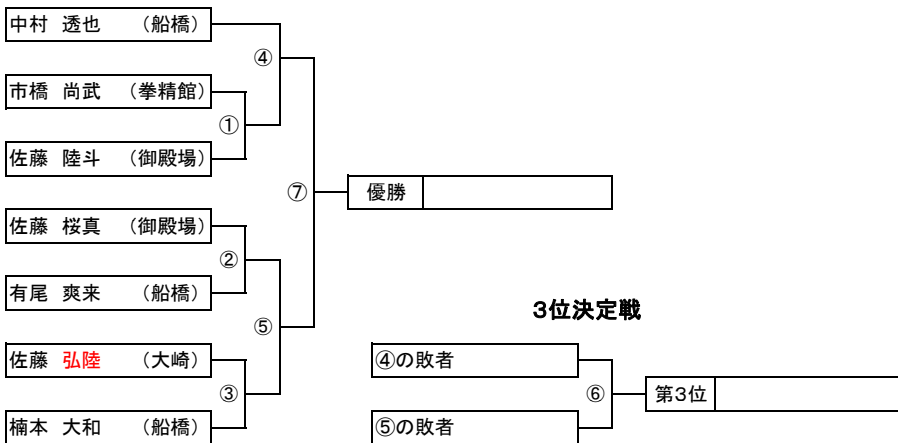 中村 透也 （船橋）
④
市橋 尚武 （拳精館）
①
佐藤 陸斗 （御殿場）
⑦
優勝
佐藤 桜真 （御殿場）
②
有尾 爽来 （船橋）
3位決定戦
⑤
佐藤 弘陸 （大崎）
④の敗者
③
⑥
第3位
楠本 大和 （船橋）
⑤の敗者